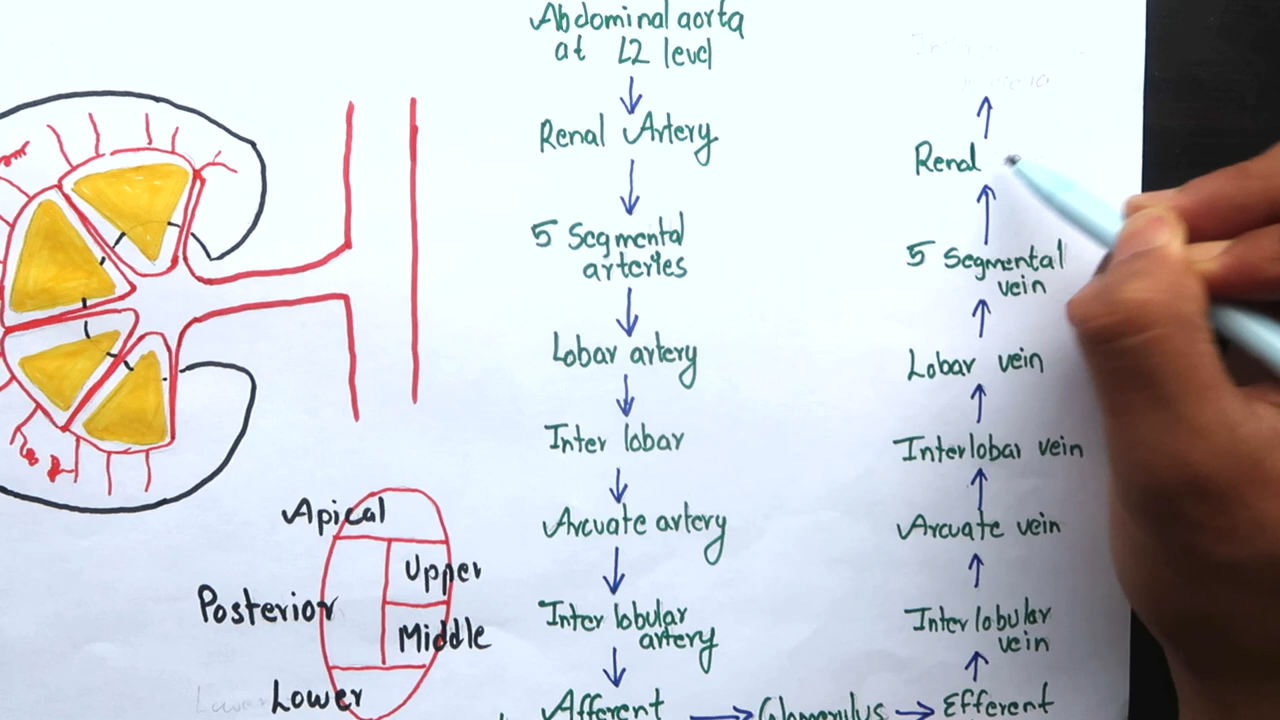 Abdominal aorta
at L2 level
Renal Artery
5 Segmental
arteries
Lobar artery
Inter lobar
Arcuate artery
Inter lobular
artery
Afferent
Glomerulus
Efferent
Inter lobular
vein
Arcuate vein
Interlobar vein
Lobar vein
5 Segmental
vein
Renal
Apical
Upper
Posterior
Middle
Lower
Lower